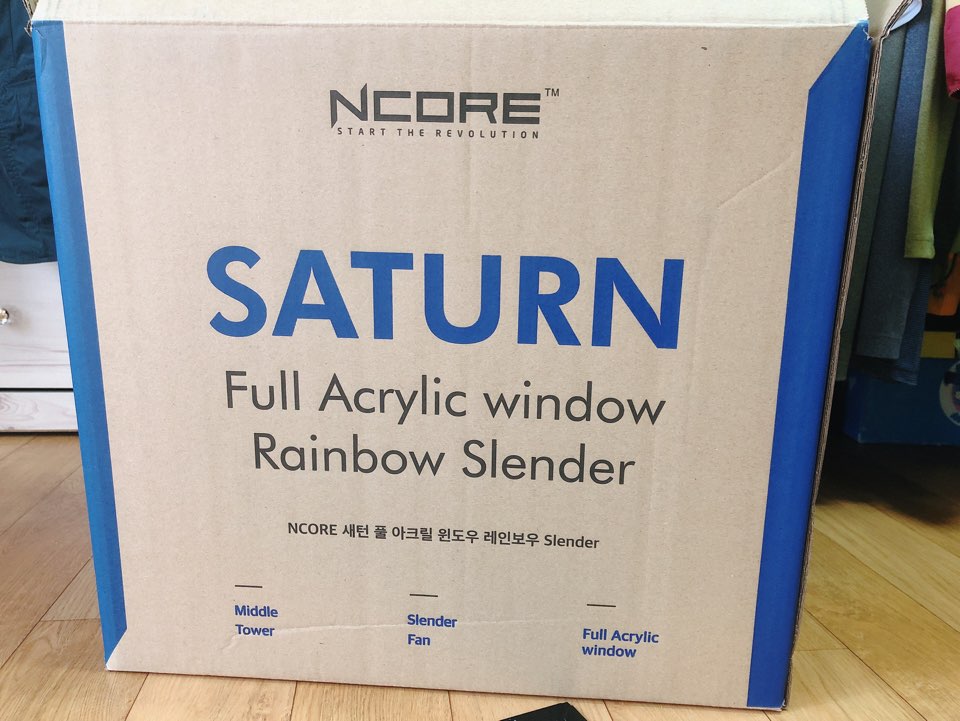 NCORE™
START THE REVOLUTION
SATURN
Full Acrylic window
Rainbow Slender
NCORE 새턴 풀 아크릴 윈도우 레인보우 Slender
Middle
Tower
Slender
Fan
Full Acrylic
window